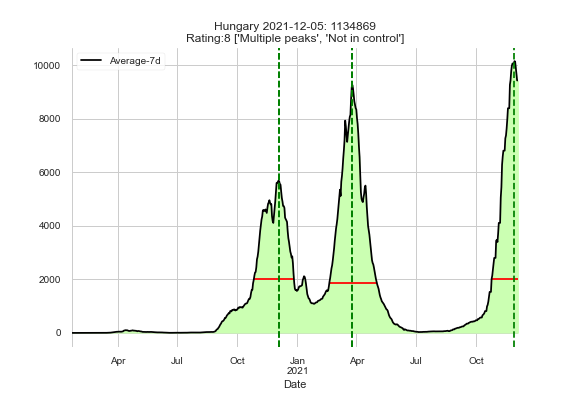 Hungary 2021-12-05: 1134869
Rating:8 ['Multiple peaks', 'Not in control']
Average-7d
10000
8000
6000
4000
2000
0
Apr Jul Oct Jan Apr Jul Oct
2021
Date